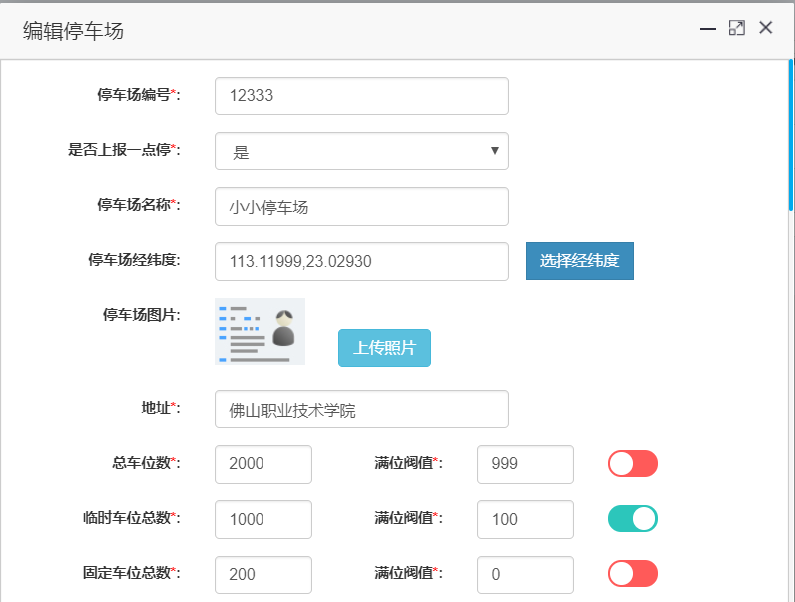 编辑停车场
停车场编号*: 12333
是否上报一点停*: 是
停车场名称*: 小小停车场
停车场经纬度: 113.11999,23.02930 选择经纬度
停车场图片: 上传照片
地址*: 佛山职业技术学院
总车位数*: 2000 满位阀值*: 999
临时车位总数*: 1000 满位阀值*: 100
固定车位总数*: 200 满位阀值*: 0